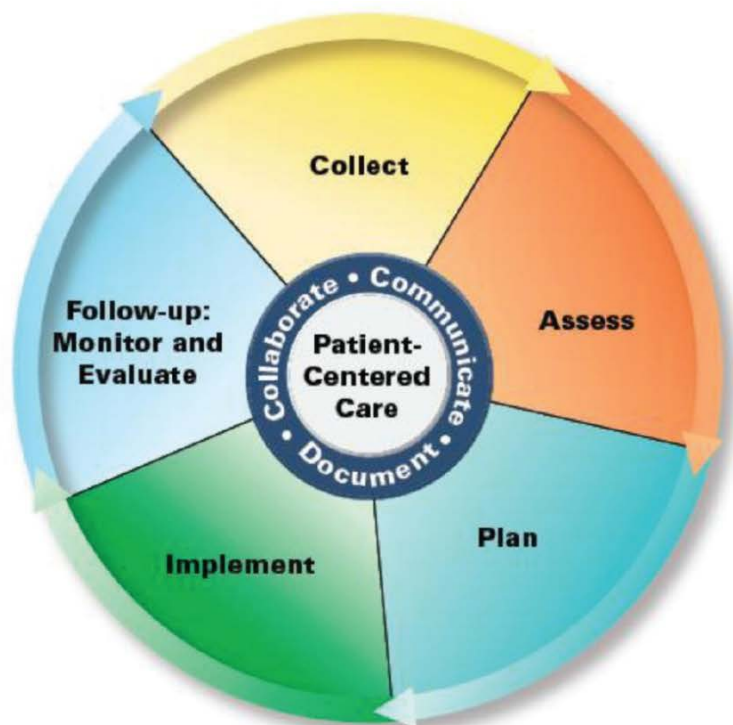 Collect
Assess
Plan
Implement
Follow-up:
Monitor and
Evaluate
Collaborate • Communicate • Document •
Patient-
Centered
Care